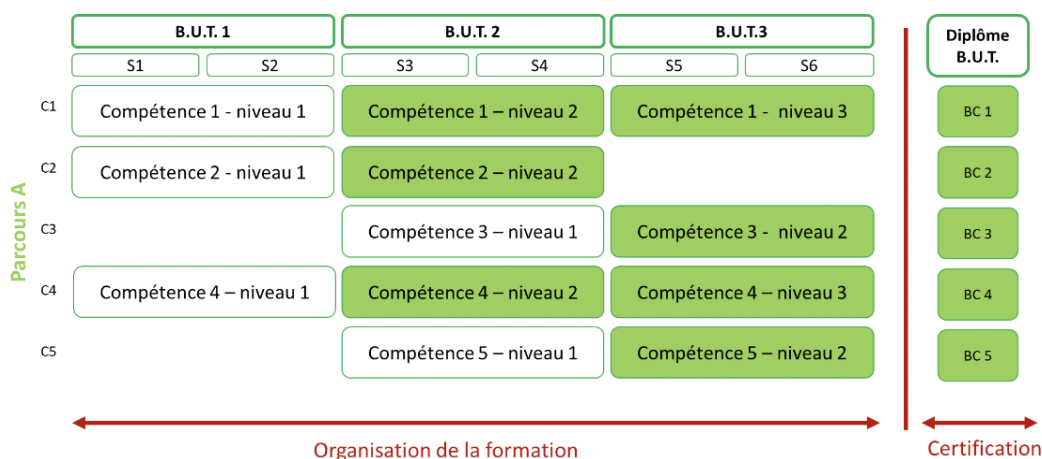 B.U.T. 1
B.U.T. 2
B.U.T.3
Diplôme
B.U.T.
S1
S2
S3
S4
S5
S6
Parcours A
C1
Compétence 1 - niveau 1
Compétence 1 – niveau 2
Compétence 1 -  niveau 3
BC 1
C2
Compétence 2 - niveau 1
Compétence 2 – niveau 2
BC 2
C3
Compétence 3 – niveau 1
Compétence 3 -  niveau 2
BC 3
C4
Compétence 4 – niveau 1
Compétence 4 – niveau 2
Compétence 4 – niveau 3
BC 4
C5
Compétence 5 – niveau 1
Compétence 5 – niveau 2
BC 5
Organisation de la formation
Certification